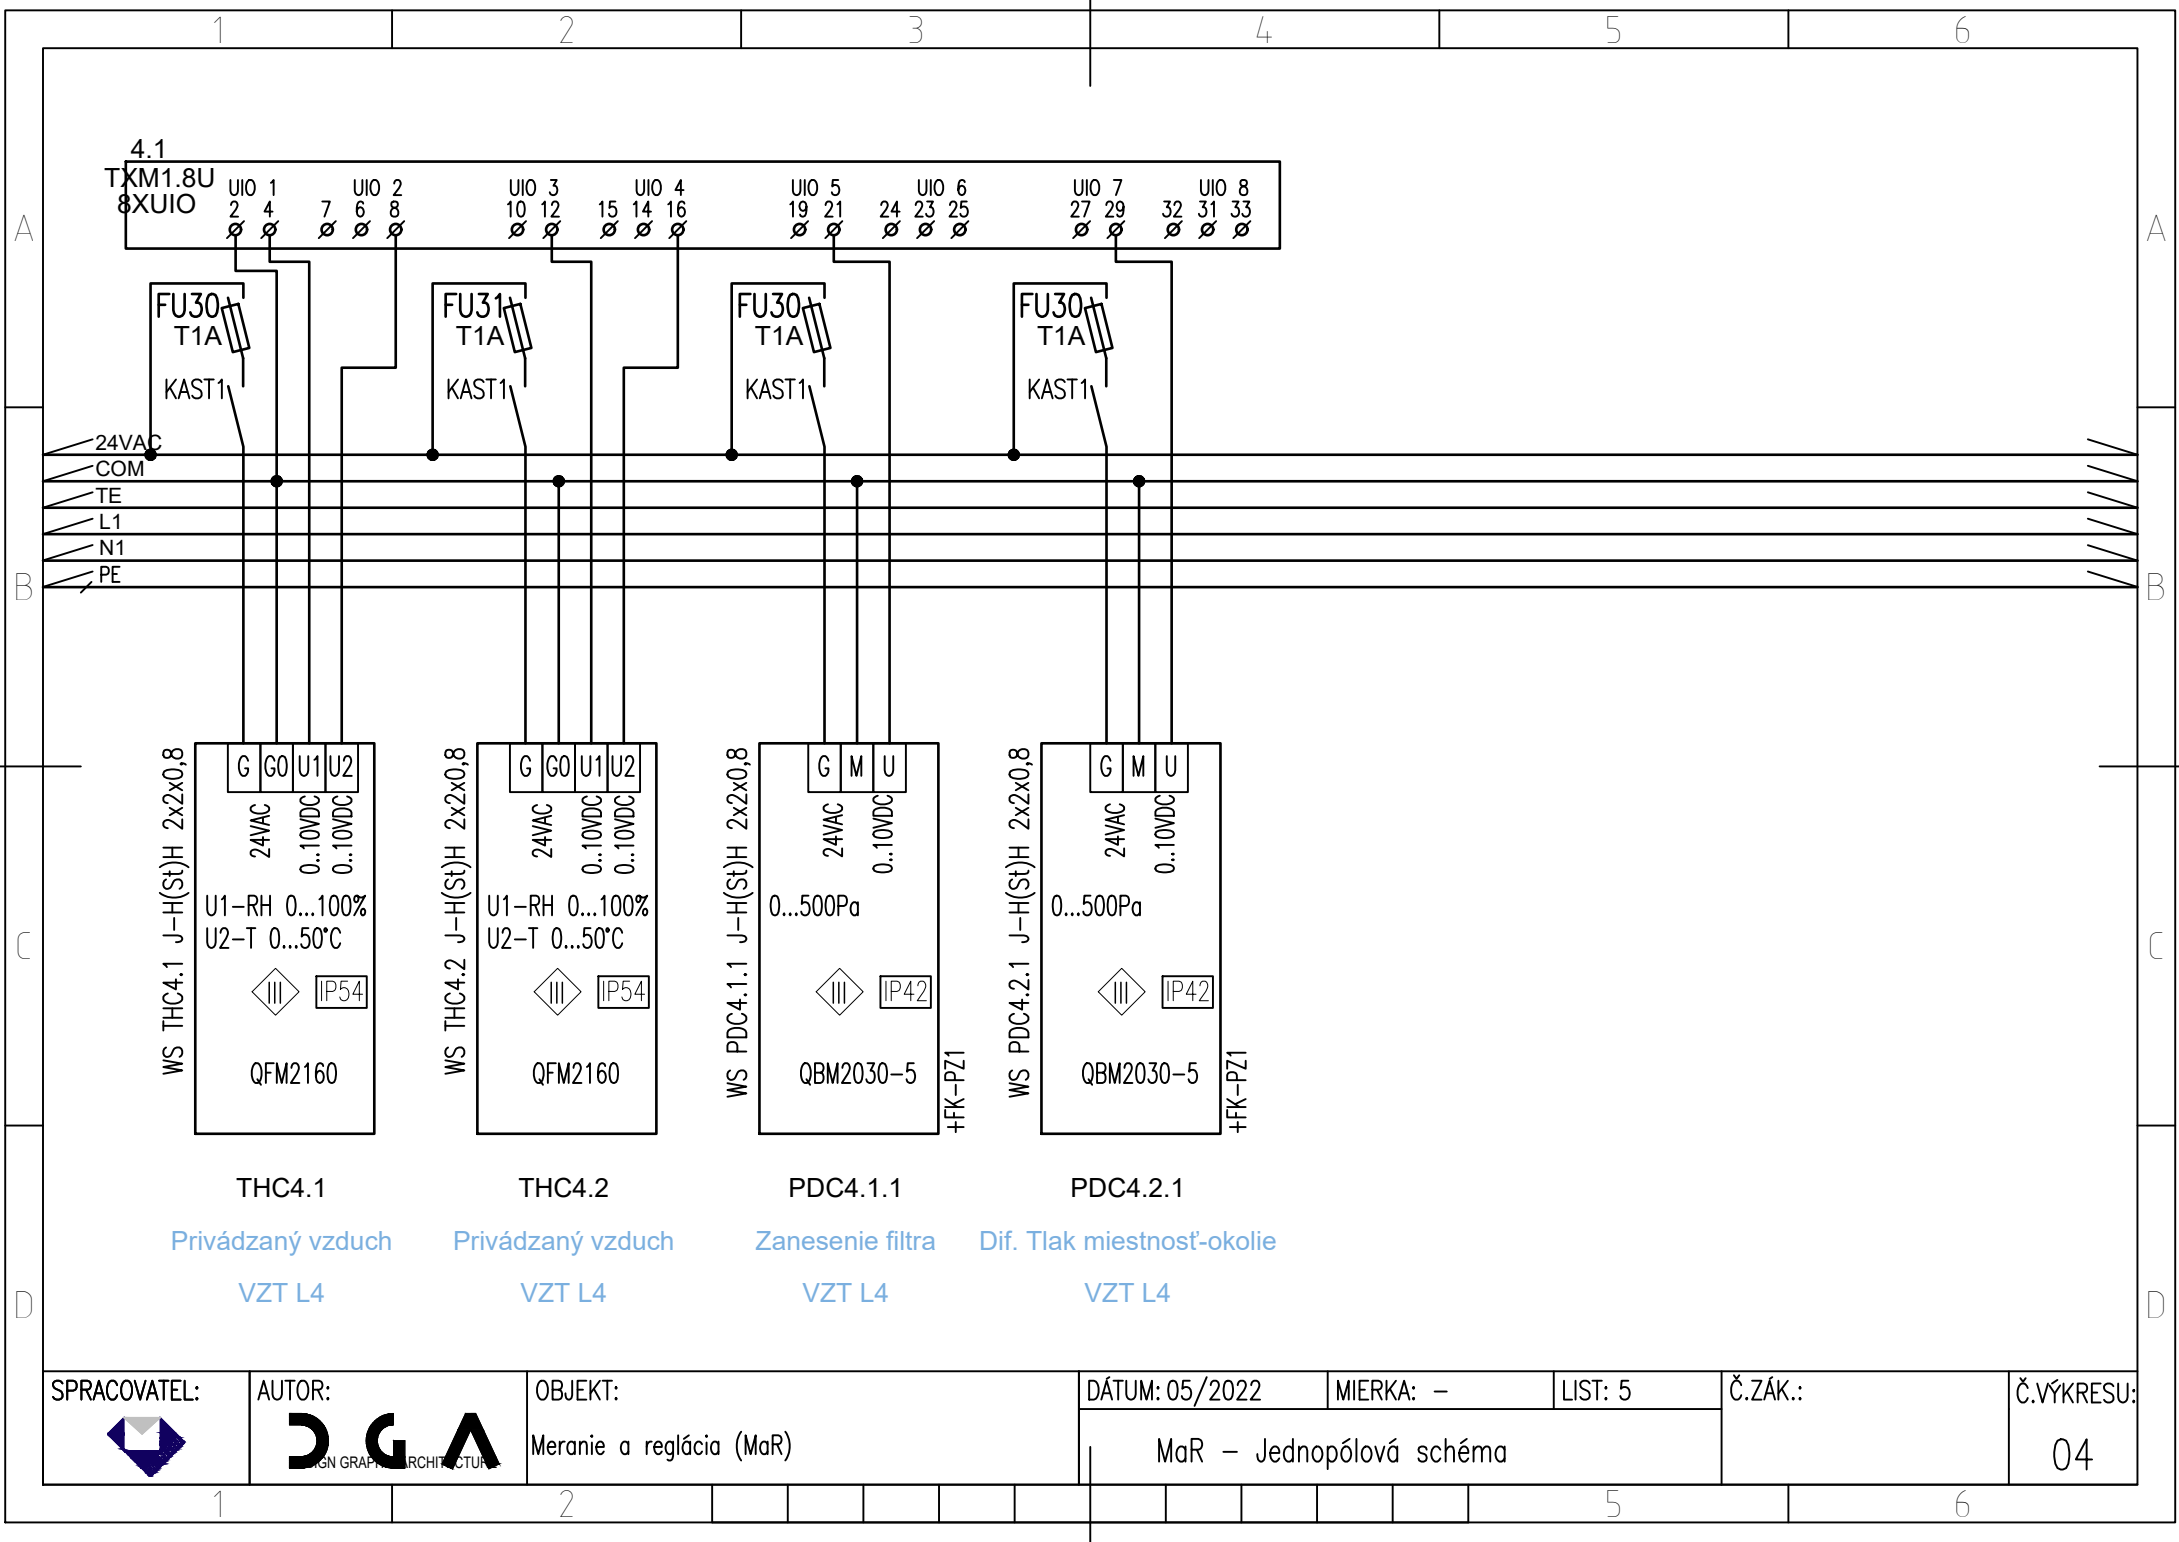 1 2 3 4 5 6
4.1
TXM1.8U
8XUIO
UIO 1 UIO 2 UIO 3 UIO 4 UIO 5 UIO 6 UIO 7 UIO 8
2 4 7 6 8 10 12 15 14 16 19 21 24 23 25 27 29 32 31 33
A A
FU30 FU31 FU30 FU30
T1A T1A T1A T1A
KAST1 KAST1 KAST1 KAST1
24VAC
COM
TE
L1
N1
PE
B B
G G0 U1 U2 G G0 U1 U2 G M U G M U
WS THC4.1 J-H(St)H 2x2x0,8
24VAC
0..10VDC
0..10VDC
U1-RH 0...100%
U2-T 0...50°C
III IP54
QFM2160
WS THC4.2 J-H(St)H 2x2x0,8
24VAC
0..10VDC
0..10VDC
U1-RH 0...100%
U2-T 0...50°C
III IP54
QFM2160
WS PDC4.1.1 J-H(St)H 2x2x0,8
24VAC
0..10VDC
0...500Pa
III IP42
QBM2030-5
+FK-PZ1
WS PDC4.2.1 J-H(St)H 2x2x0,8
24VAC
0..10VDC
0...500Pa
III IP42
QBM2030-5
+FK-PZ1
C C
THC4.1 THC4.2 PDC4.1.1 PDC4.2.1
Privádzaný vzduch Privádzaný vzduch Zanesenie filtra Dif. Tlak miestnosť-okolie
VZT L4 VZT L4 VZT L4 VZT L4
D D
SPRACOVATEL: AUTOR: OBJEKT: DÁTUM: 05/2022 MIERKA: - LIST: 5 Č.ZÁK.: Č.VÝKRESU:
DGA
Meranie a reglácia (MaR)
MaR - Jednopólová schéma
04
1 2 5 6